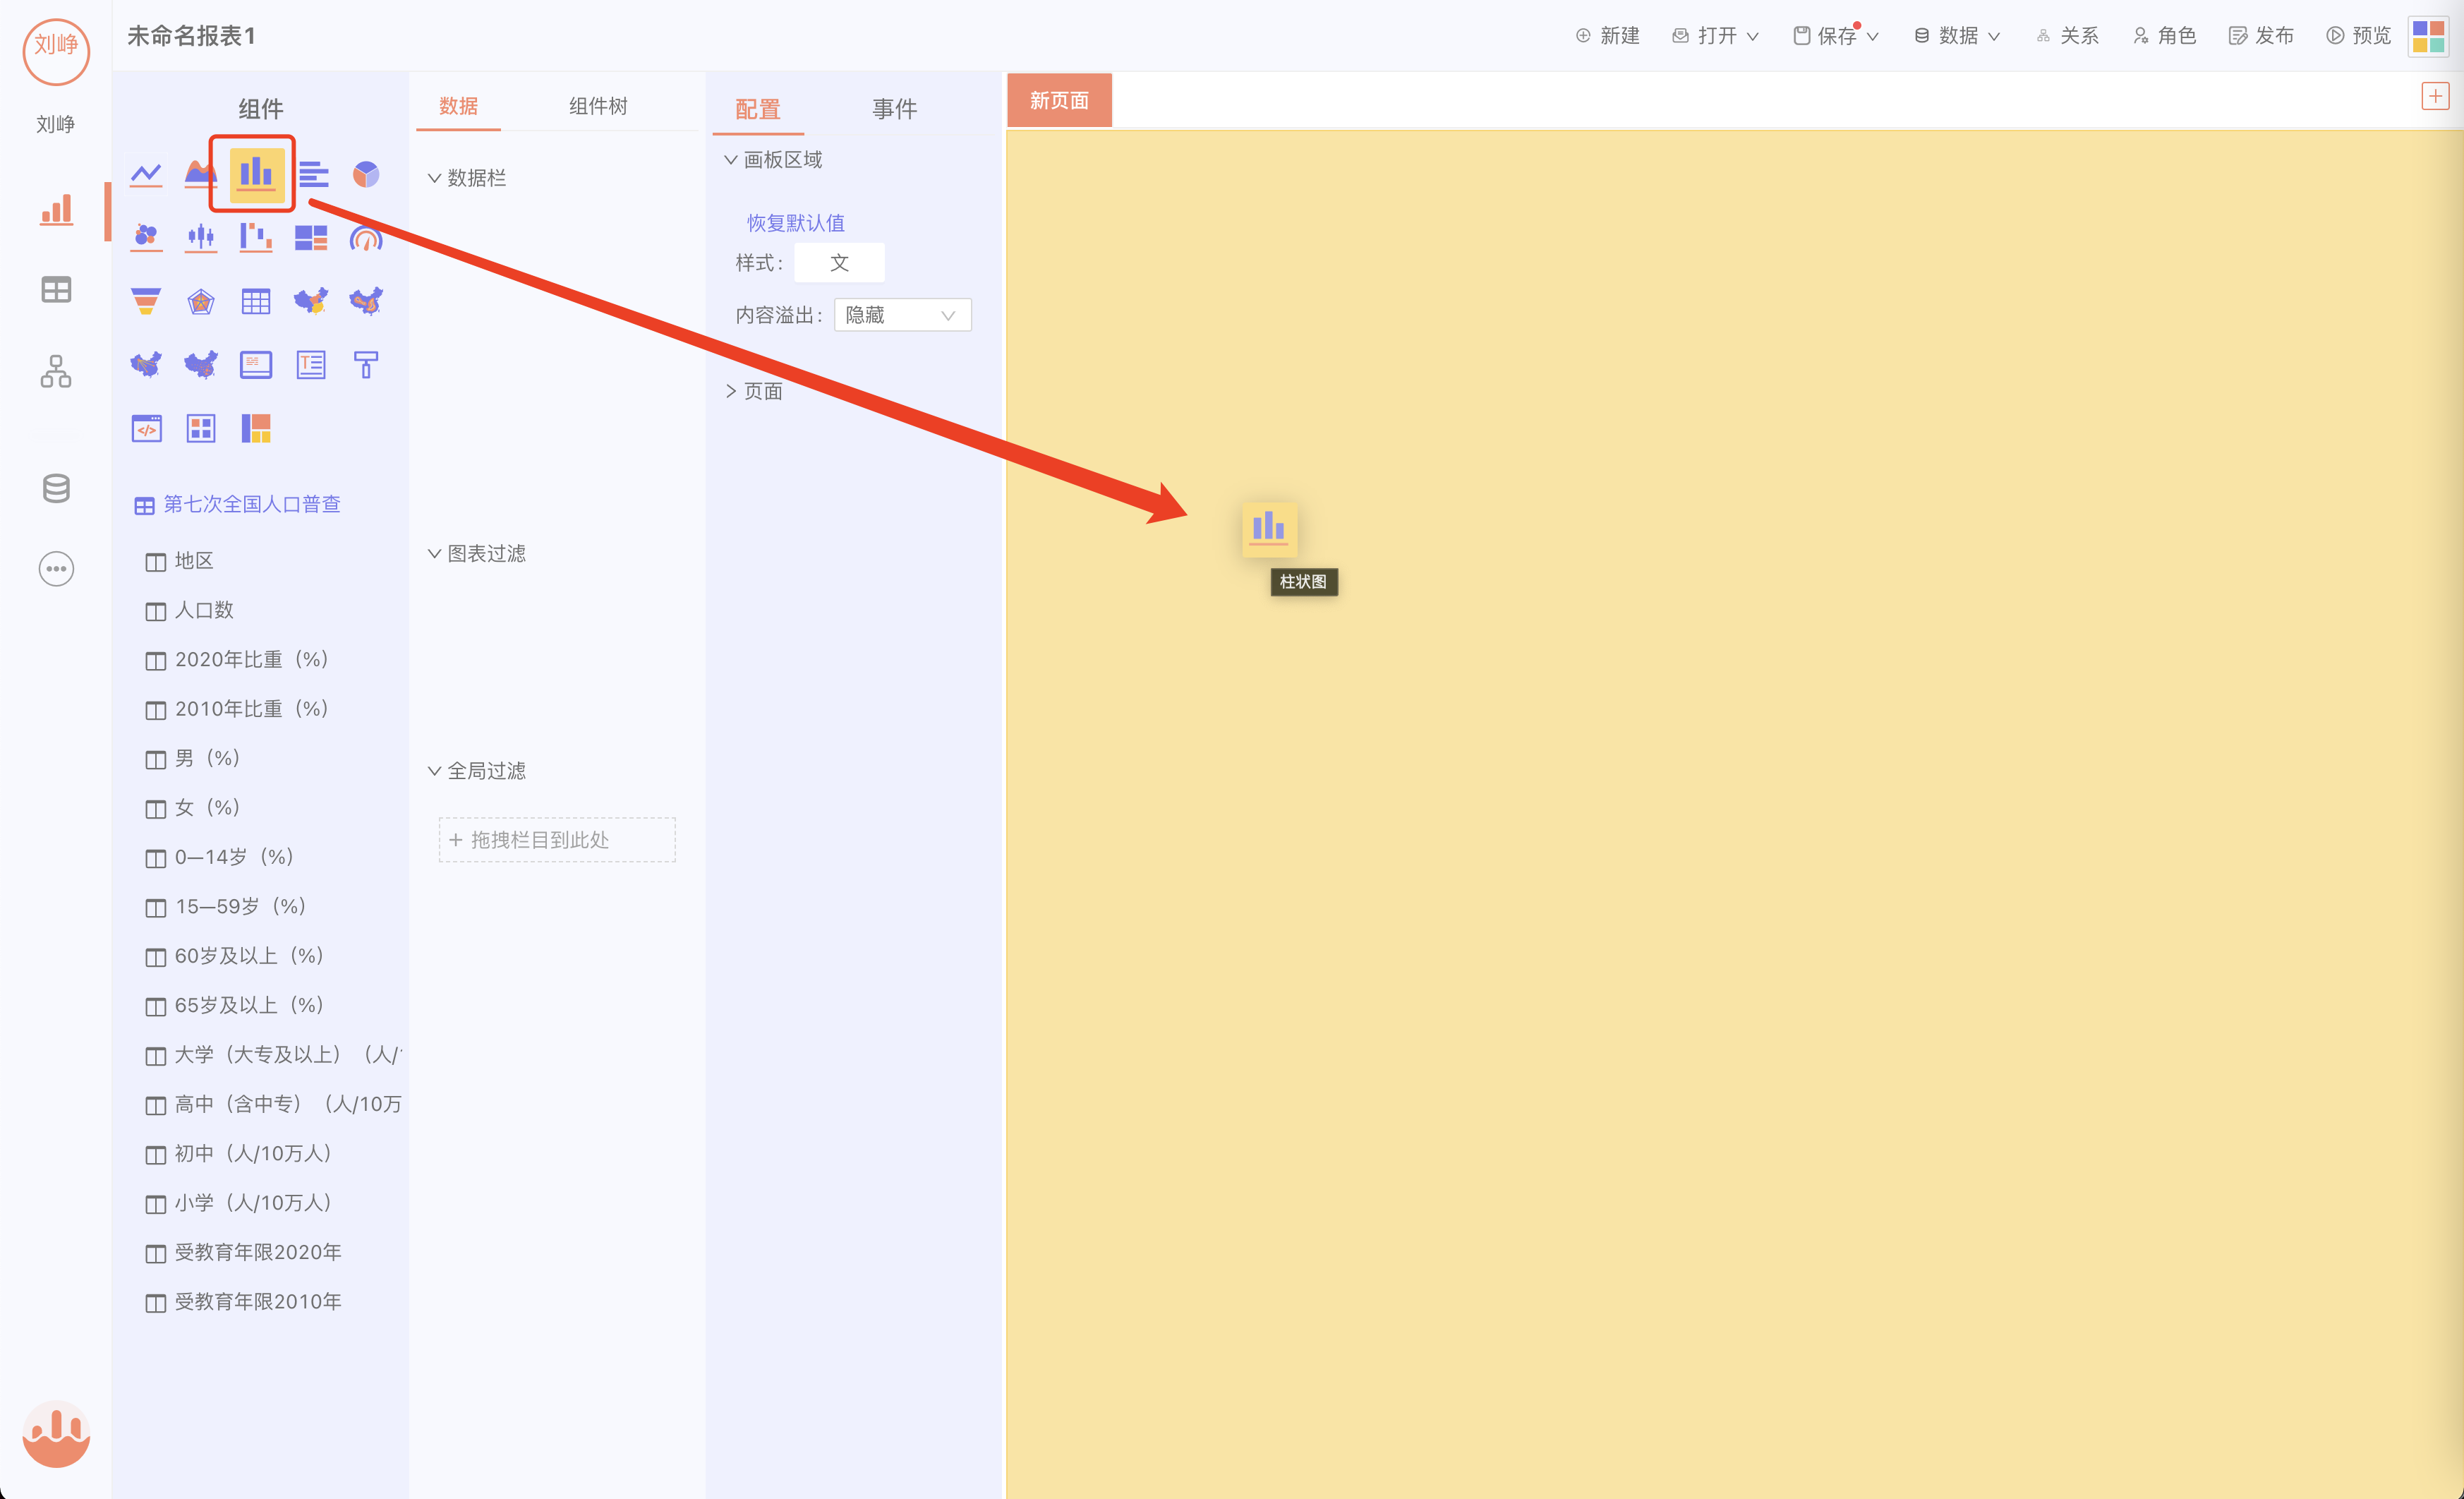 刘峥
刘峥
未命名报表1
新建
打开
保存
数据
关系
角色
发布
预览
组件
第七次全国人口普查
地区
人口数
2020年比重（%）
2010年比重（%）
男（%）
女（%）
0—14岁（%）
15—59岁（%）
60岁及以上（%）
65岁及以上（%）
大学（大专及以上）（人/
高中（含中专）（人/10万
初中（人/10万人）
小学（人/10万人）
受教育年限2020年
受教育年限2010年
数据
组件树
数据栏
图表过滤
全局过滤
+ 拖拽栏目到此处
配置
事件
画板区域
恢复默认值
样式：
文
内容溢出：
隐藏
页面
新页面
柱状图